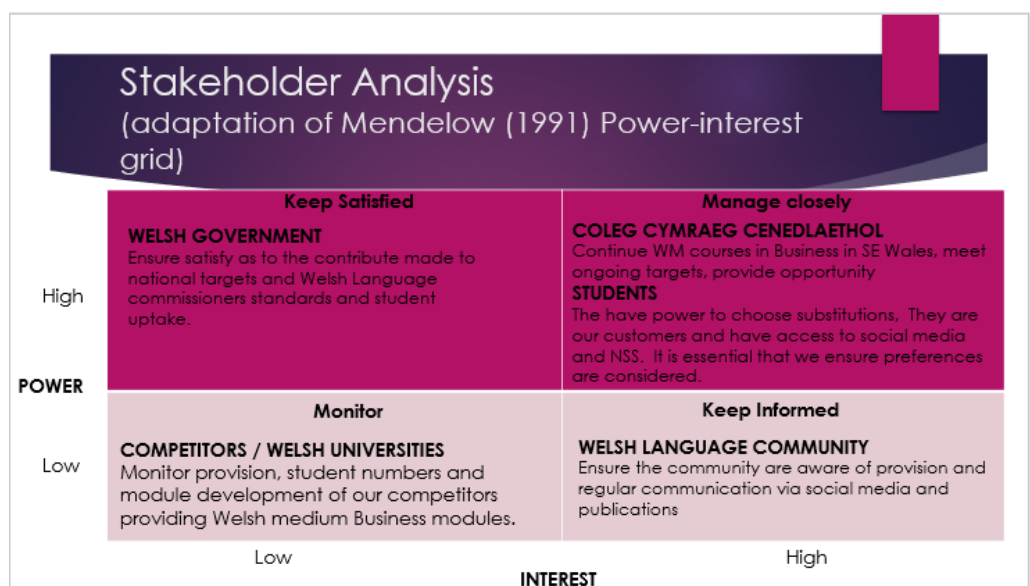 Stakeholder Analysis
(adaptation of Mendelow (1991) Power-interest
grid)
Keep Satisfied
WELSH GOVERNMENT
Ensure satisfy as to the contribute made to
national targets and Welsh Language
commissioners standards and student
uptake.
Manage closely
COLEG CYMRAEG CENEDLAETHOL
Continue WM courses in Business in SE Wales, meet
ongoing targets, provide opportunity
STUDENTS
The have power to choose substitutions, They are
our customers and have access to social media
and NSS. It is essential that we ensure preferences
are considered.
High
POWER
Low
Monitor
COMPETITORS / WELSH UNIVERSITIES
Monitor provision, student numbers and
module development of our competitors
providing Welsh medium Business modules.
Keep Informed
WELSH LANGUAGE COMMUNITY
Ensure the community are aware of provision and
regular communication via social media and
publications
Low
High
INTEREST